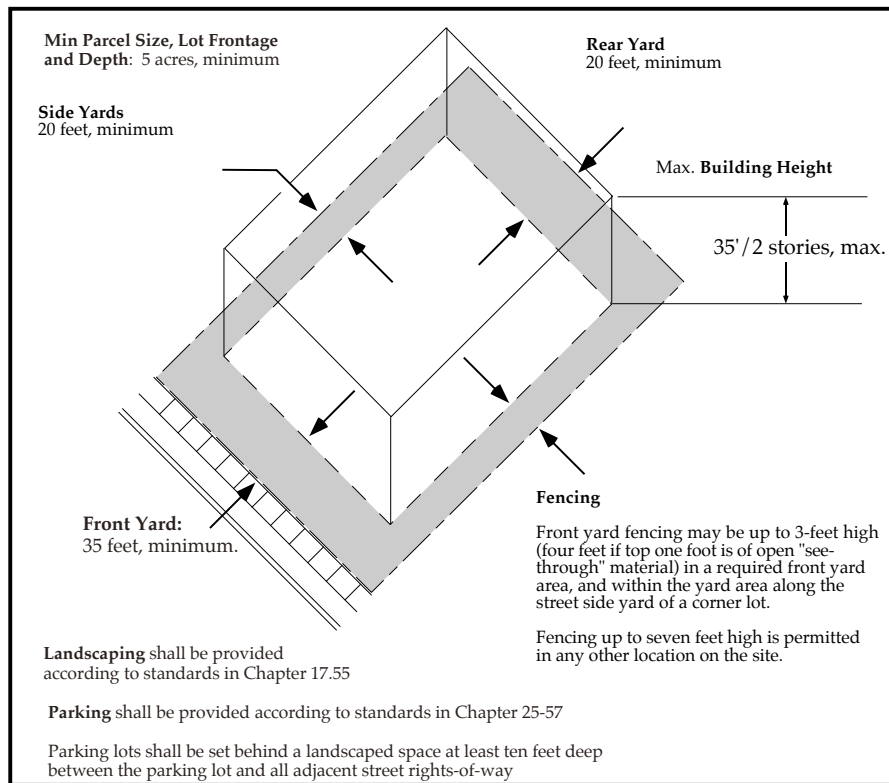 Min Parcel Size, Lot Frontage
and Depth: 5 acres, minimum
Rear Yard
20 feet, minimum
Side Yards
20 feet, minimum
Max. Building Height
35'/2 stories, max.
Front Yard:
35 feet, minimum.
Fencing
Front yard fencing may be up to 3-feet high
(four feet if top one foot is of open "see-
through" material) in a required front yard
area, and within the yard area along the
street side yard of a corner lot.
Fencing up to seven feet high is permitted
in any other location on the site.
Landscaping shall be provided
according to standards in Chapter 17.55
Parking shall be provided according to standards in Chapter 25-57
Parking lots shall be set behind a landscaped space at least ten feet deep
between the parking lot and all adjacent street rights-of-way